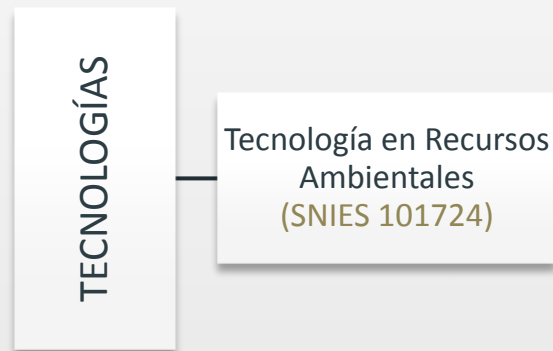 TECNOLOGÍAS
Tecnología en Recursos
Ambientales
(SNIES 101724)